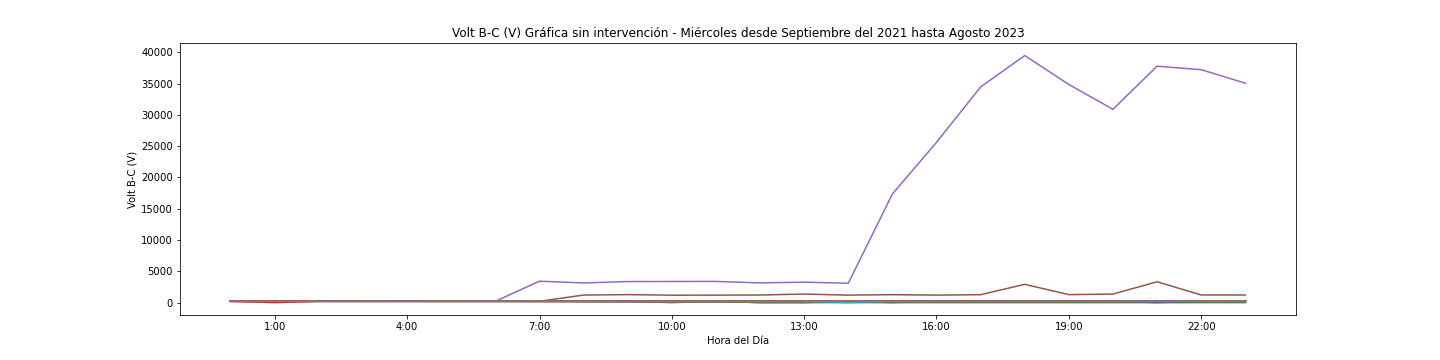 Volt B-C (V) Gráfica sin intervención - Miércoles desde Septiembre del 2021 hasta Agosto 2023
Volt B-C (V)
40000
35000
30000
25000
20000
15000
10000
5000
0
1:00 4:00 7:00 10:00 13:00 16:00 19:00 22:00
Hora del Día